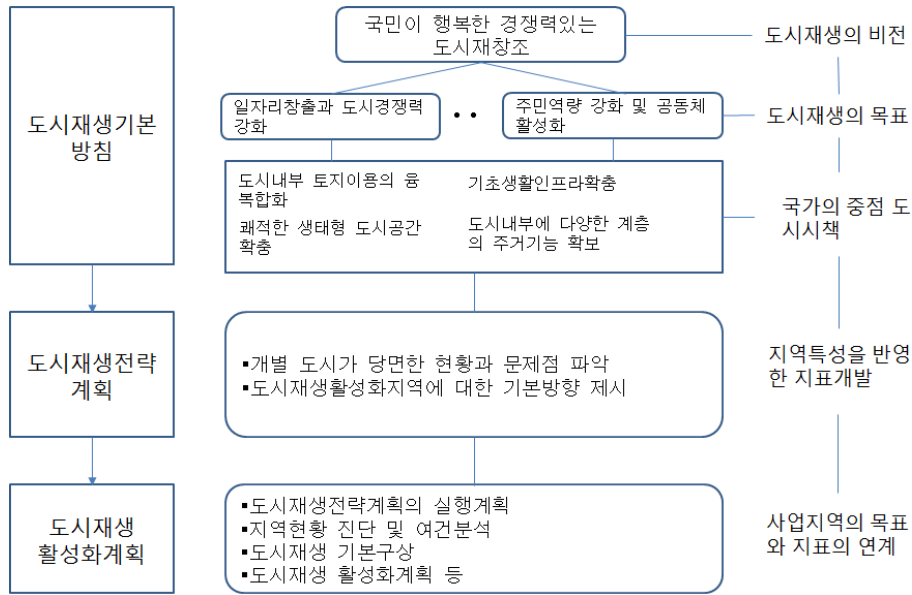 국민이 행복한 경쟁력있는
도시재창조
도시재생의 비전
도시재생기본
방침
일자리창출과 도시경쟁력
강화
주민역량 강화 및 공동체
활성화
도시재생의 목표
도시내부 토지이용의 융
복합화
기초생활인프라확충
쾌적한 생태형 도시공간
확충
도시내부에 다양한 계층
의 주거기능 확보
국가의 중점 도
시시책
도시재생전략
계획
▪개별 도시가 당면한 현황과 문제점 파악
▪도시재생활성화지역에 대한 기본방향 제시
지역특성을 반영
한 지표개발
도시재생
활성화계획
▪도시재생전략계획의 실행계획
▪지역현황 진단 및 여건분석
▪도시재생 기본구상
▪도시재생 활성화계획 등
사업지역의 목표
와 지표의 연계